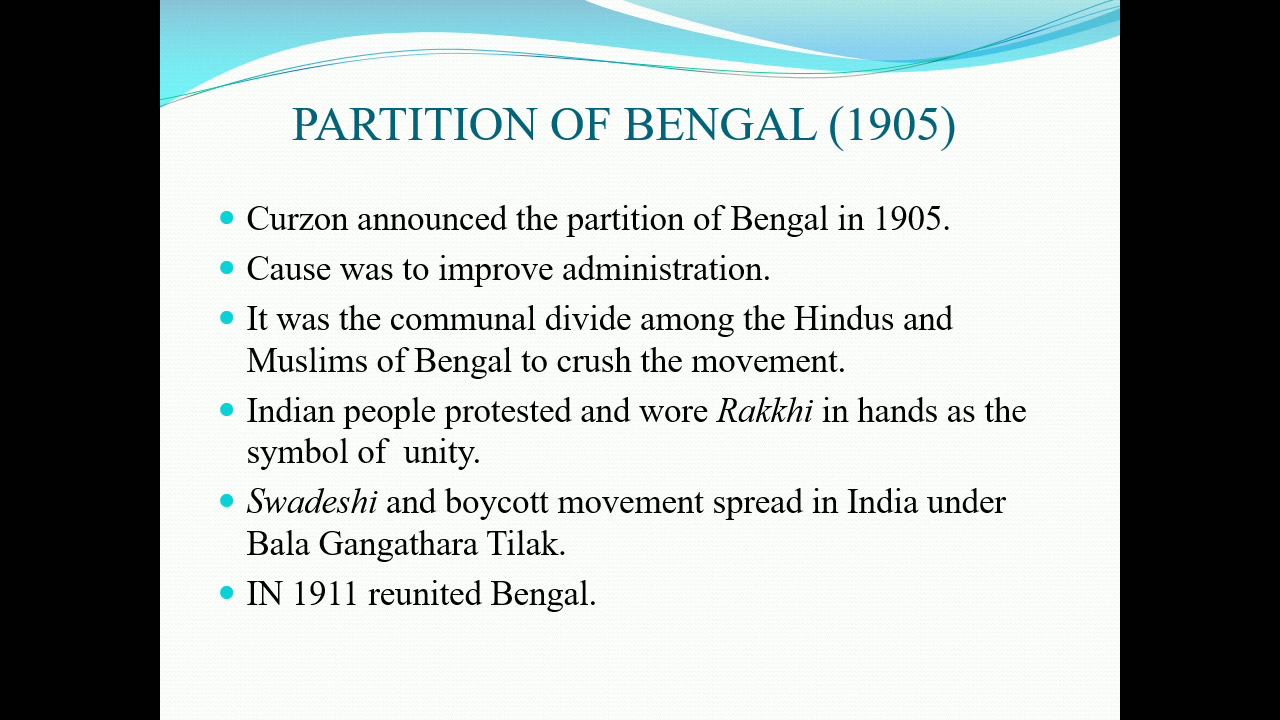 PARTITION OF BENGAL (1905)
Curzon announced the partition of Bengal in 1905.
Cause was to improve administration.
It was the communal divide among the Hindus and
Muslims of Bengal to crush the movement.
Indian people protested and wore Rakkhi in hands as the
symbol of  unity.
Swadeshi and boycott movement spread in India under
Bala Gangathara Tilak.
IN 1911 reunited Bengal.